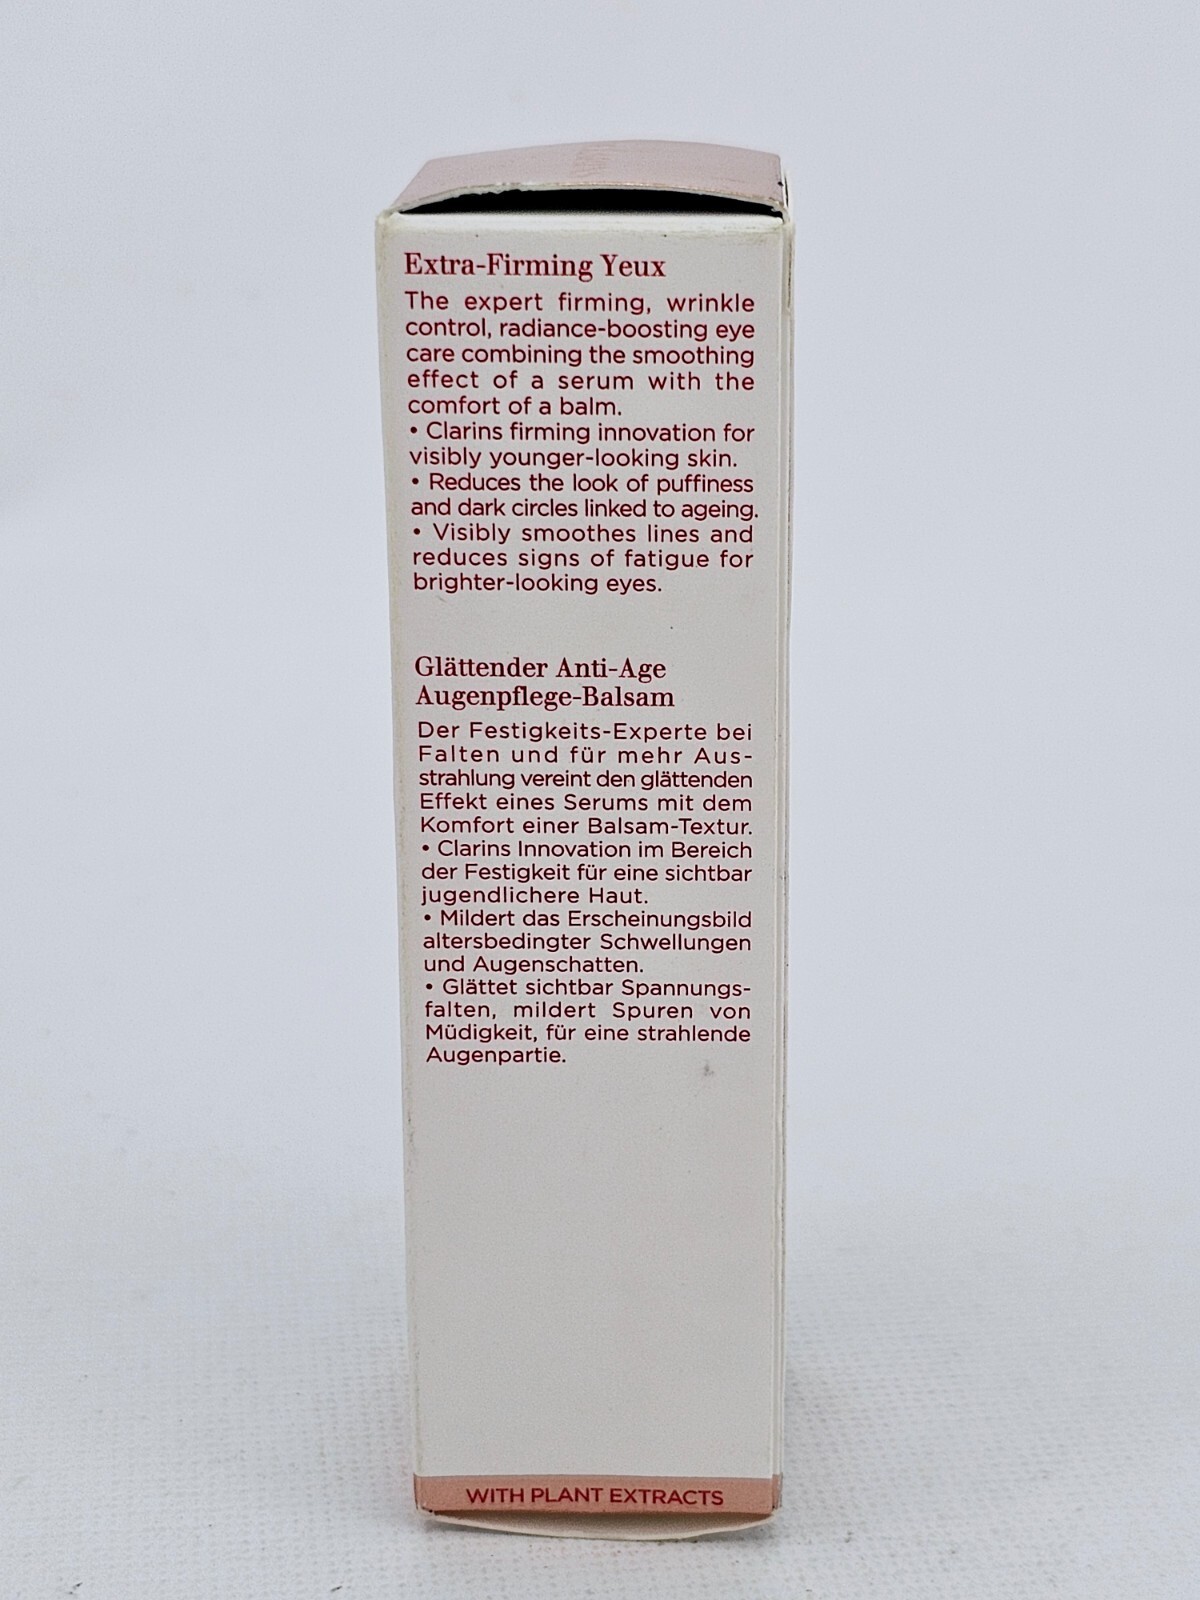 Extra-Firming Yeux
The expert firming, wrinkle
control, radiance-boosting eye
care combining the smoothing
effect of a serum with the
comfort of a balm.
• Clarins firming innovation for
visibly younger-looking skin.
• Reduces the look of puffiness
and dark circles linked to ageing.
• Visibly smoothes lines and
reduces signs of fatigue for
brighter-looking eyes.
Glättender Anti-Age
Augenpflege-Balsam
Der Festigkeits-Experte bei
Falten und für mehr Aus-
strahlung vereint den glättenden
Effekt eines Serums mit dem
Komfort einer Balsam-Textur.
• Clarins Innovation im Bereich
der Festigkeit für eine sichtbar
jugendlichere Haut.
• Mildert das Erscheinungsbild
altersbedingter Schwellungen
und Augenschatten.
• Glättet sichtbar Spannungs-
falten, mildert Spuren von
Müdigkeit, für eine strahlende
Augenpartie.
WITH PLANT EXTRACTS